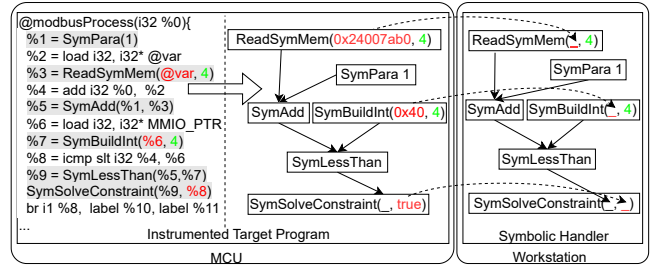 @modbusProcess(i32 %0){
%1 = SymPara(1)
%2 = load i32, i32* @var
%3 = ReadSymMem(@var, 4)
%4 = add i32 %0, %2
%5 = SymAdd(%1, %3)
%6 = load i32, i32* MMIO_PTR
%7 = SymBuildInt(%6, 4)
%8 = icmp slt i32 %4, %6
%9 = SymLessThan(%5,%7)
SymSolveConstraint(%9, %8)
br i1 %8, label %10, label %11
...
ReadSymMem(0x24007ab0, 4)
SymPara 1
SymAdd
SymBuildInt(0x40, 4)
SymLessThan
SymSolveConstraint(_, true)
Instrumented Target Program
MCU
ReadSymMem(_, 4)
SymPara 1
SymAdd
SymBuildInt(_, 4)
SymLessThan
SymSolveConstraint(_, _)
Symbolic Handler
Workstation